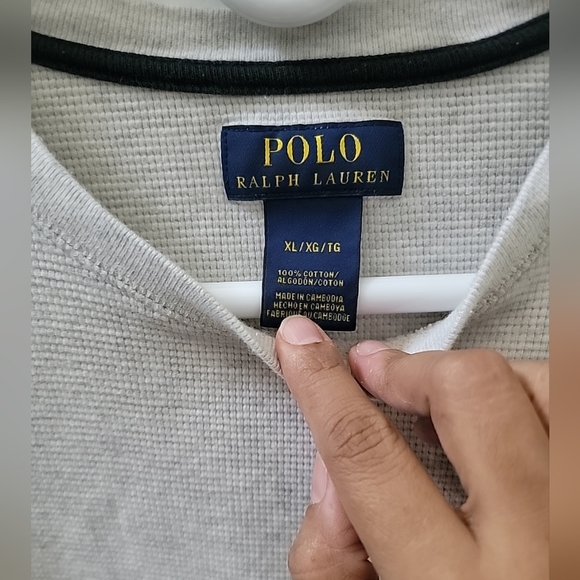 POLO
RALPH LAUREN
XL/XG/TG
100% COTTON/
ALGODÓN/COTON
MADE IN CAMBODIA
HECHO EN CAMBOYA
FABRIQUÉ AU CAMBODGE